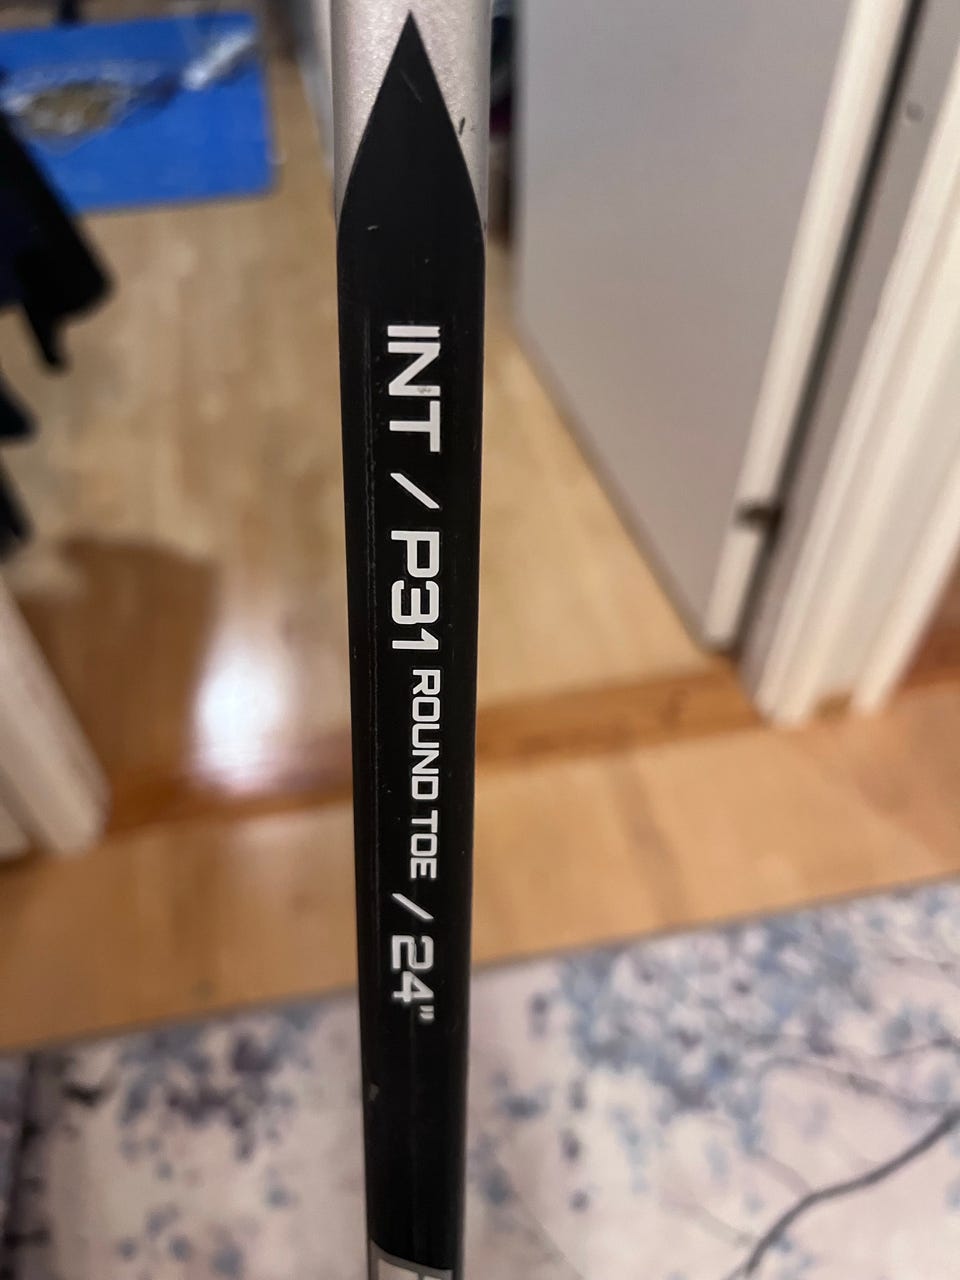 INT / P31 ROUND TOE / 24"